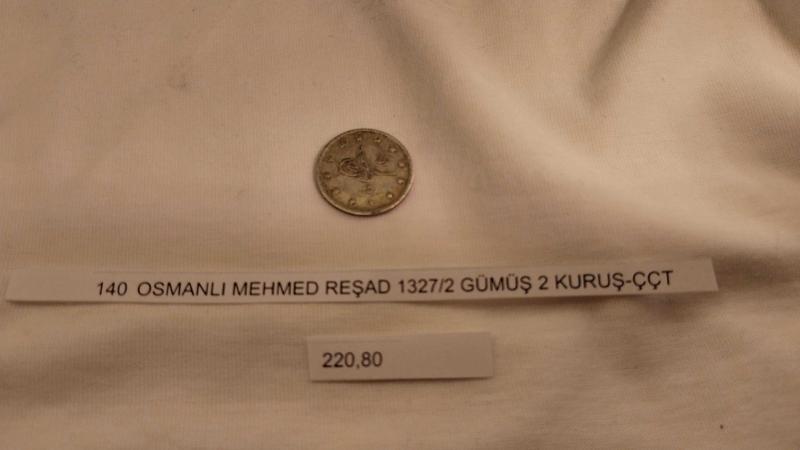 140 OSMANLI MEHMED REŞAD 1327/2 GÜMÜŞ 2 KURUŞ-ÇÇT
220,80